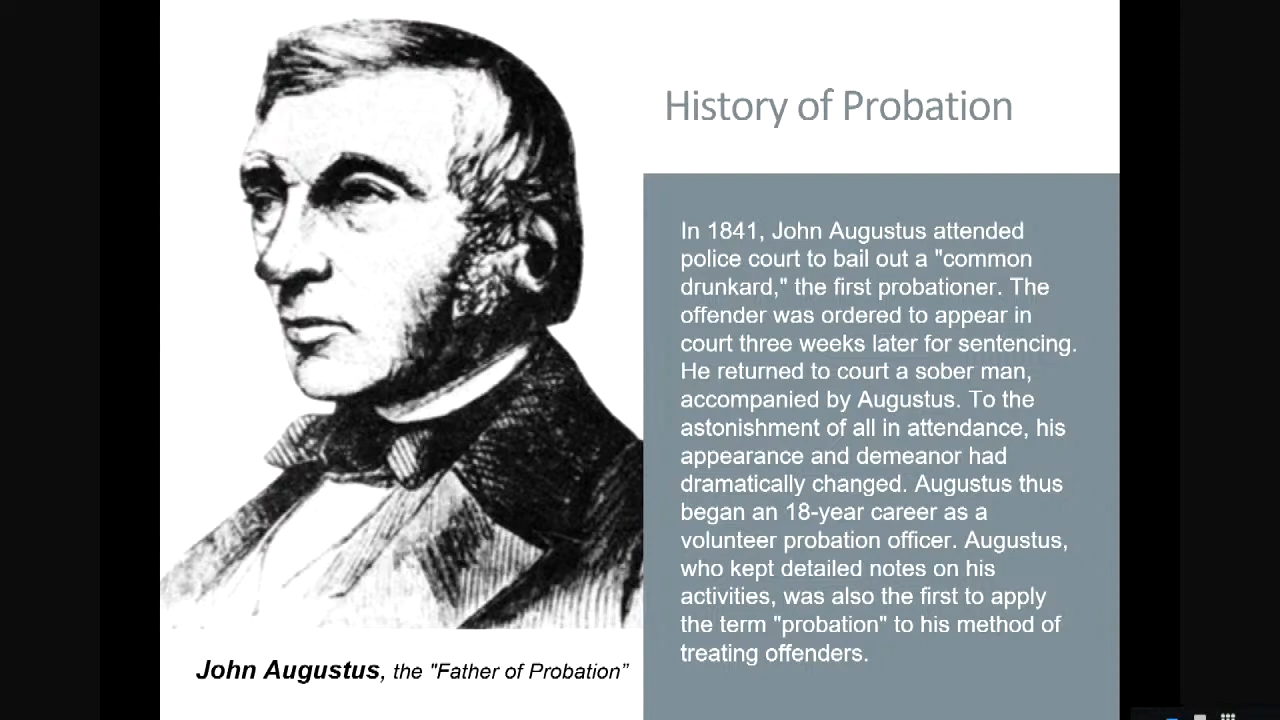 History of Probation
In 1841, John Augustus attended
police court to bail out a "common
drunkard," the first probationer. The
offender was ordered to appear in
court three weeks later for sentencing.
He returned to court a sober man,
accompanied by Augustus. To the
astonishment of all in attendance, his
appearance and demeanor had
dramatically changed. Augustus thus
began an 18-year career as a
volunteer probation officer. Augustus,
who kept detailed notes on his
activities, was also the first to apply
the term "probation" to his method of
treating offenders.
John Augustus, the "Father of Probation”